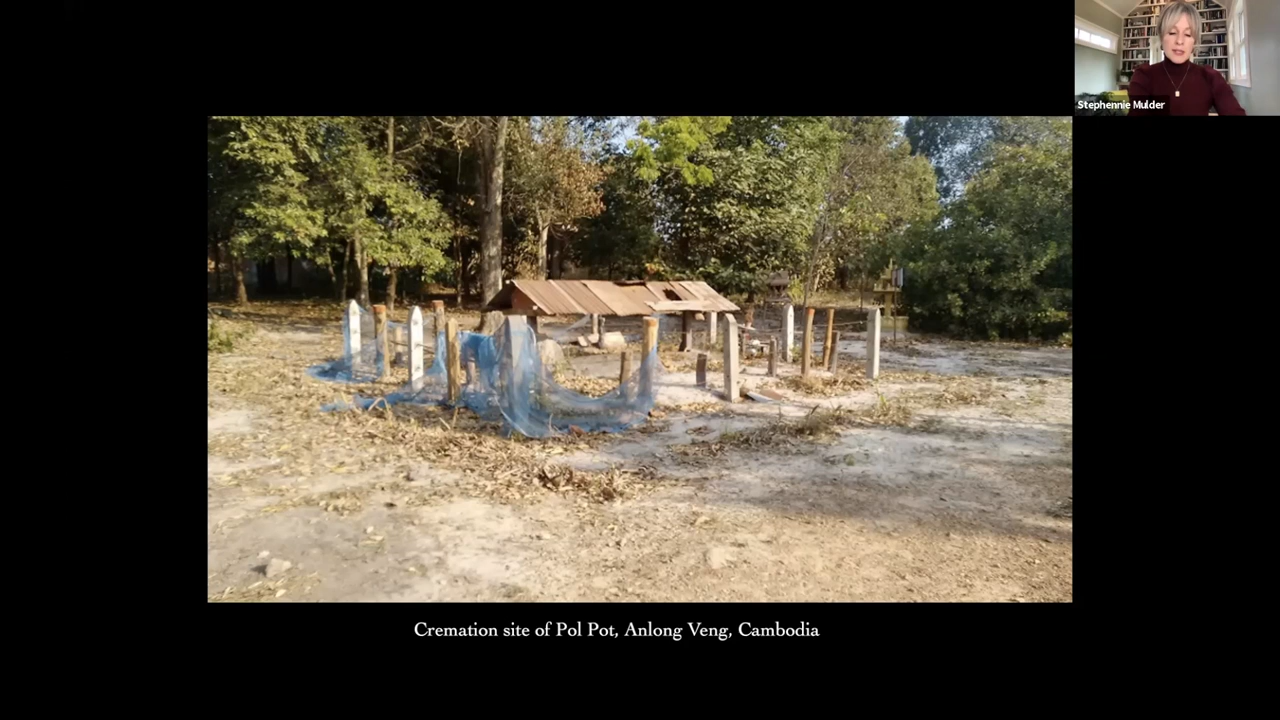 Stephennie Mulder
Cremation site of Pol Pot, Anlong Veng, Cambodia